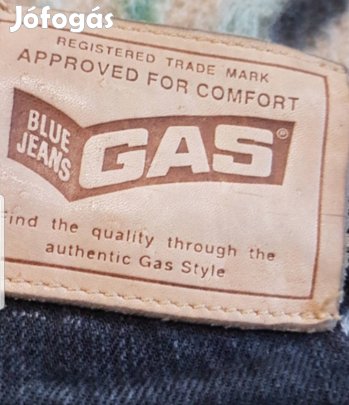 Jófogás
REGISTERED TRADE MARK
APPROVED FOR COMFORT
BLUE
JEANS
GAS®
Find the quality through the
authentic Gas Style